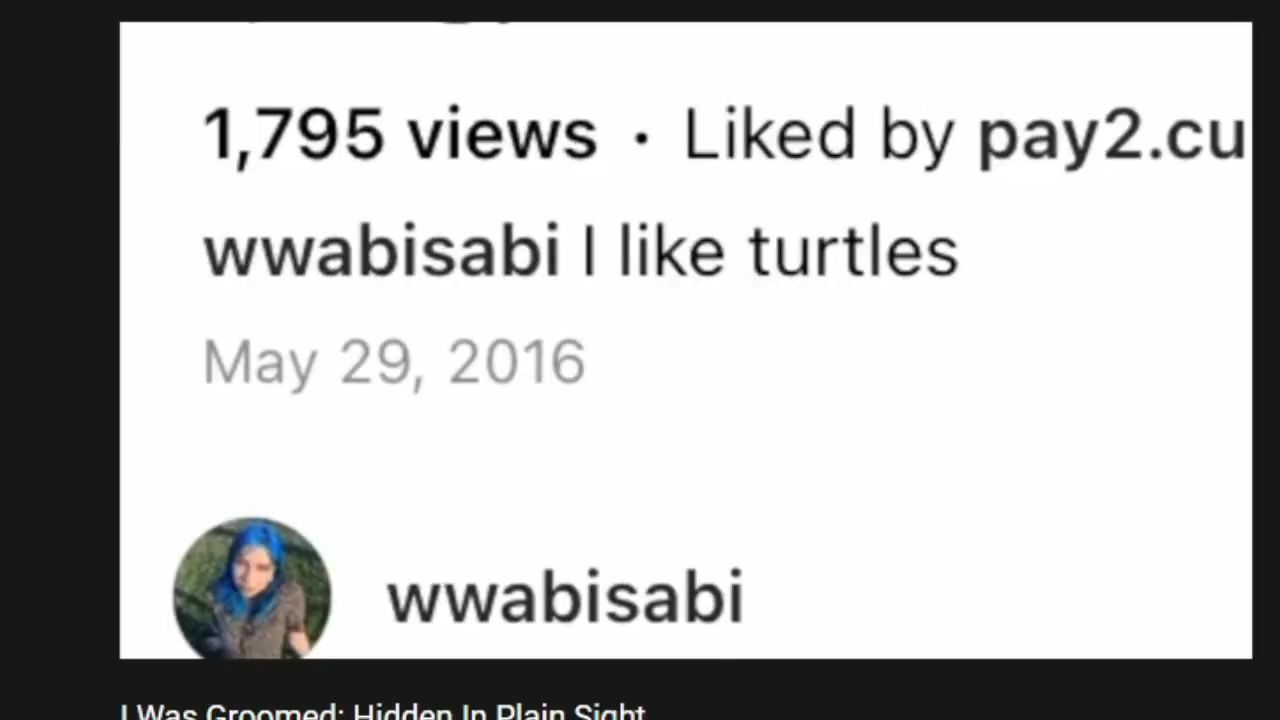 1,795 views · Liked by pay2.cu
wwabisabi I like turtles
May 29, 2016
wwabisabi
I Was Groomed: Hidden In Plain Sight